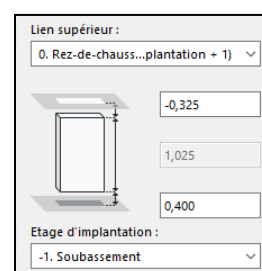 Lien supérieur :
0. Rez-de-chauss...plantation + 1)
-0,325
1,025
0,400
Etage d'implantation :
-1. Soubassement